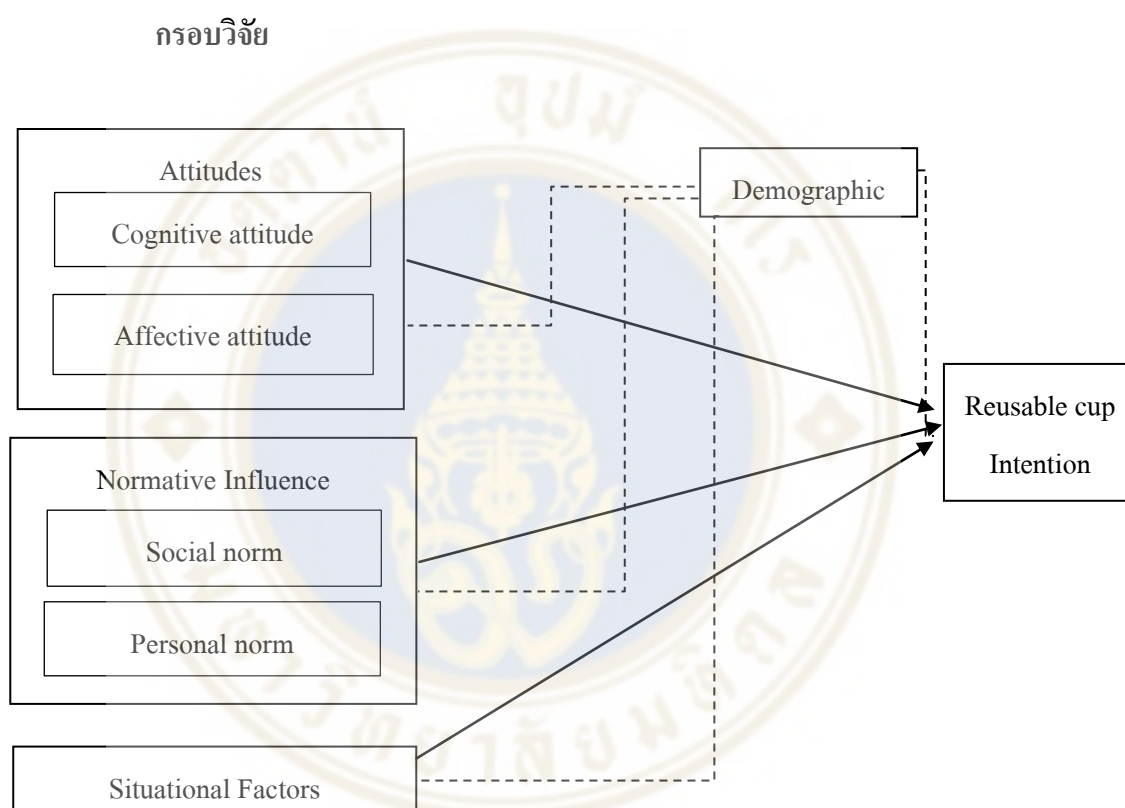 กรอบวิจัย
Attitudes
Cognitive attitude
Affective attitude
Demographic
Reusable cup
Intention
Normative Influence
Social norm
Personal norm
Situational Factors